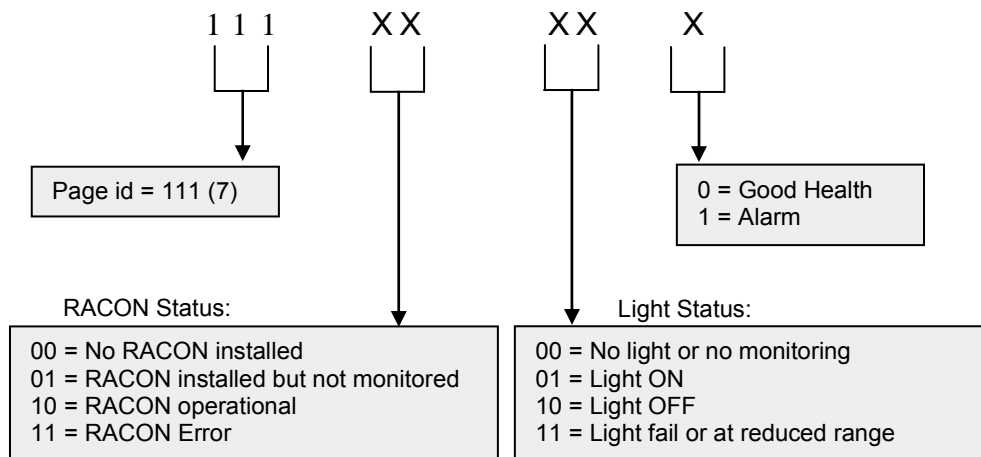 1 1 1 X X X X X
Page id = 111 (7)
0 = Good Health
1 = Alarm
RACON Status:
00 = No RACON installed
01 = RACON installed but not monitored
10 = RACON operational
11 = RACON Error
Light Status:
00 = No light or no monitoring
01 = Light ON
10 = Light OFF
11 = Light fail or at reduced range